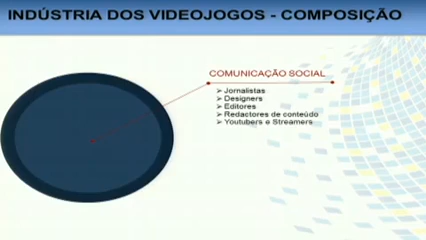 INDÚSTRIA DOS VIDEOJOGOS - COMPOSIÇÃO
COMUNICAÇÃO SOCIAL
➢ Jornalistas
➢ Designers
➢ Editores
➢ Redactores de conteúdo
➢ Youtubers e Streamers